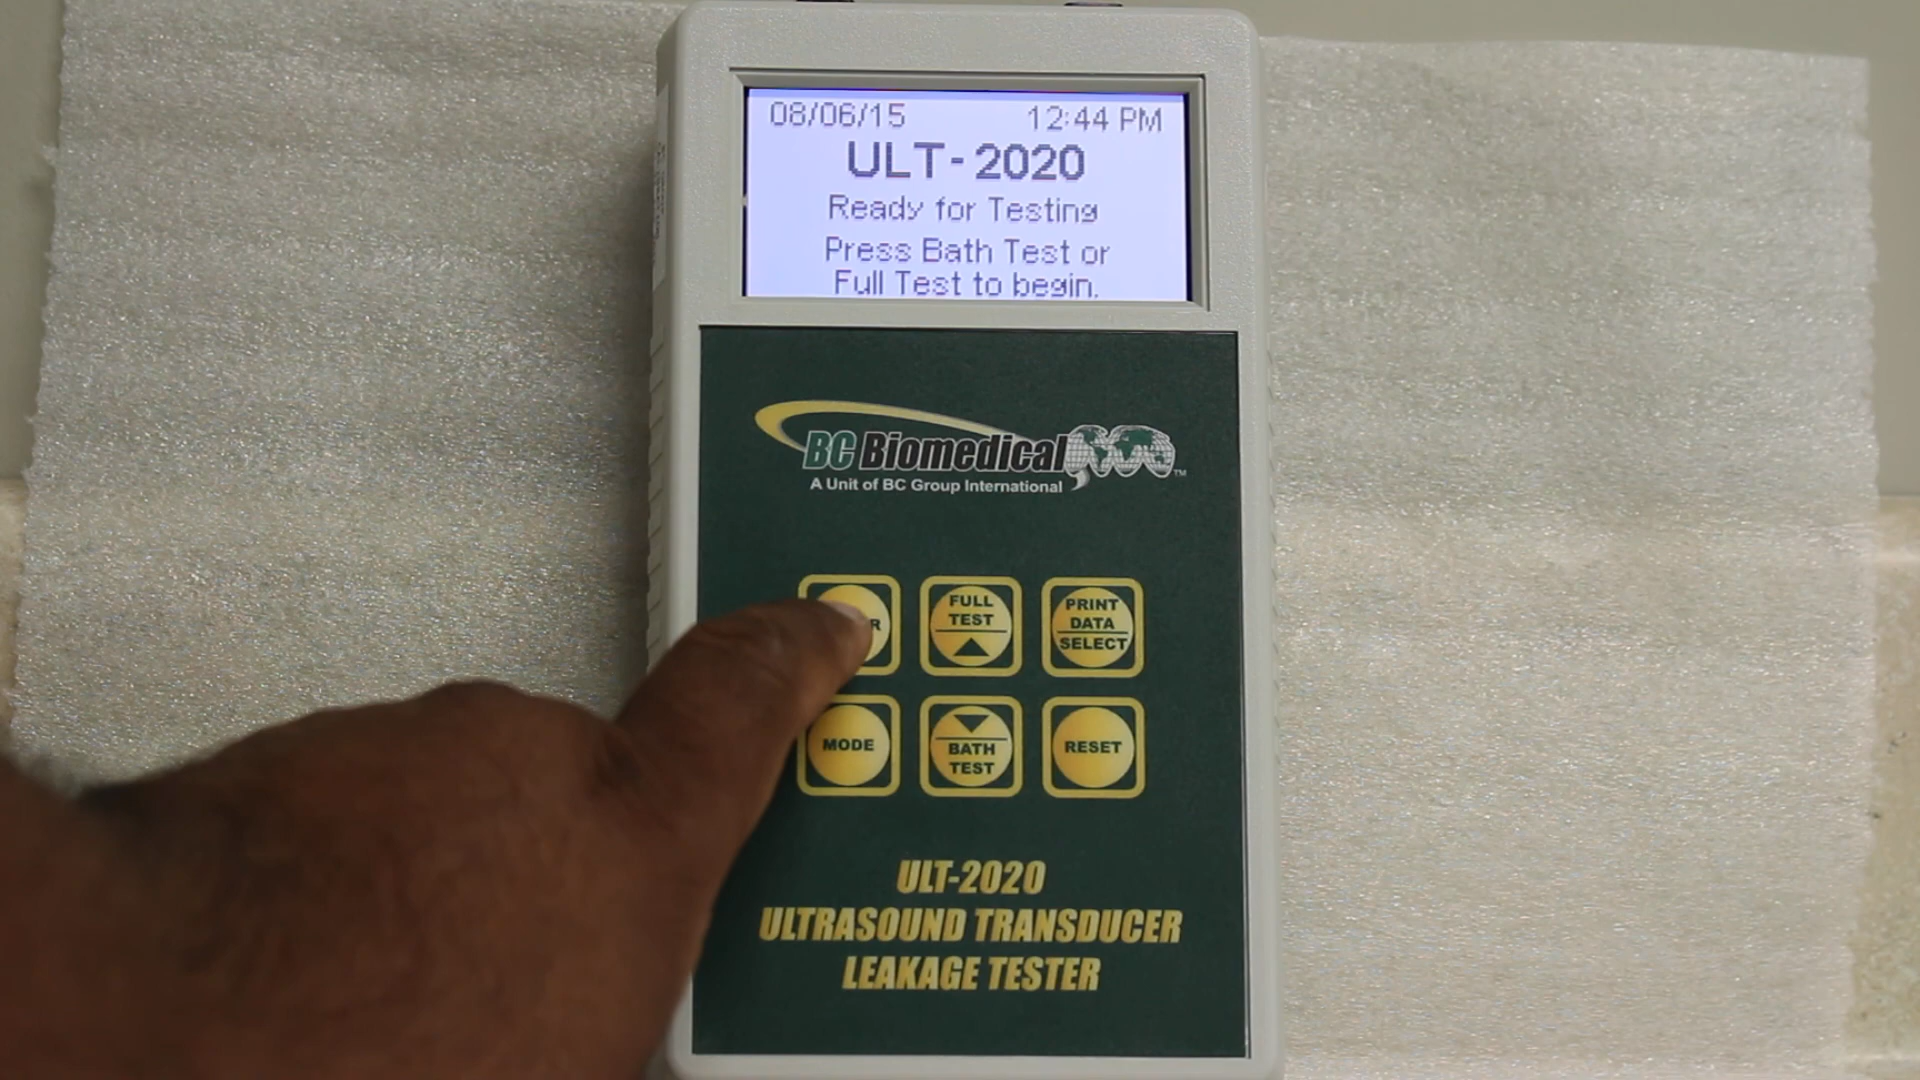 08/06/15 12:44 PM
ULT-2020
Ready for Testing
Press Bath Test or
Full Test to begin.
BC Biomedical ™
A Unit of BC Group International
FULL
TEST
PRINT
DATA
SELECT
MODE
BATH
TEST
RESET
ULT-2020
ULTRASOUND TRANSDUCER
LEAKAGE TESTER